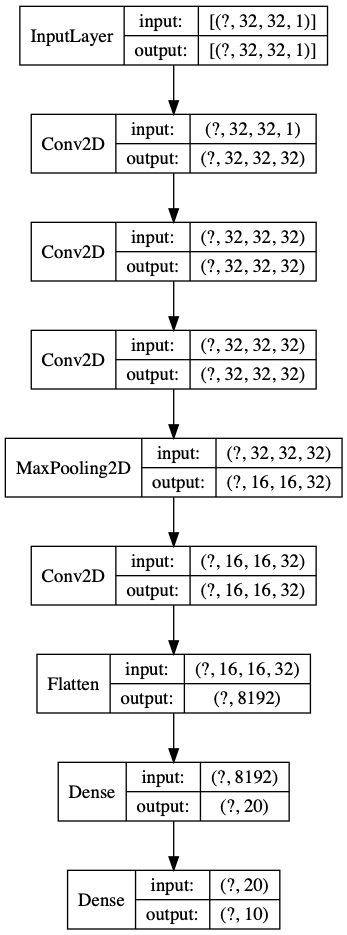 InputLayer
input: [(?, 32, 32, 1)]
output: [(?, 32, 32, 1)]
Conv2D
input: (?, 32, 32, 1)
output: (?, 32, 32, 32)
Conv2D
input: (?, 32, 32, 32)
output: (?, 32, 32, 32)
Conv2D
input: (?, 32, 32, 32)
output: (?, 32, 32, 32)
MaxPooling2D
input: (?, 32, 32, 32)
output: (?, 16, 16, 32)
Conv2D
input: (?, 16, 16, 32)
output: (?, 16, 16, 32)
Flatten
input: (?, 16, 16, 32)
output: (?, 8192)
Dense
input: (?, 8192)
output: (?, 20)
Dense
input: (?, 20)
output: (?, 10)